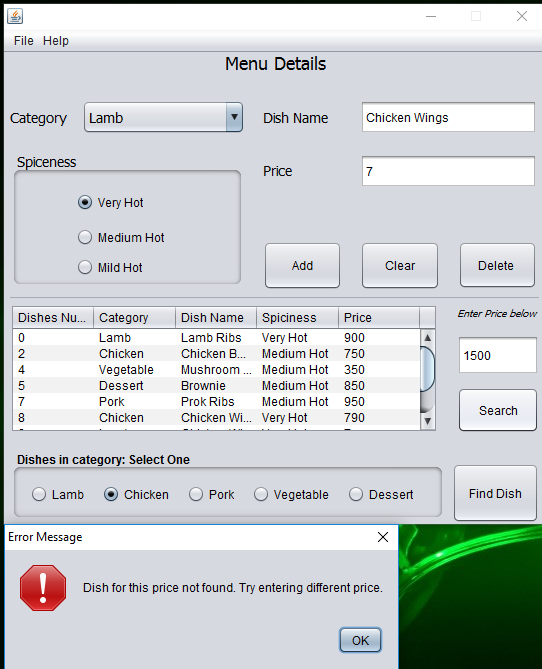 File Help
Menu Details
Category Lamb Dish Name Chicken Wings
Spiceness
Price 7
Very Hot
Medium Hot
Mild Hot
Add Clear Delete
Dishes Nu... Category Dish Name Spiciness Price
Enter Price below
0 Lamb Lamb Ribs Very Hot 900
2 Chicken Chicken B... Medium Hot 750
1500
4 Vegetable Mushroom ... Medium Hot 350
5 Dessert Brownie Medium Hot 850
7 Pork Prok Ribs Medium Hot 950
8 Chicken Chicken Wi... Very Hot 790
Search
Dishes in category: Select One
Lamb Chicken Pork Vegetable Dessert
Find Dish
Error Message
Dish for this price not found. Try entering different price.
OK